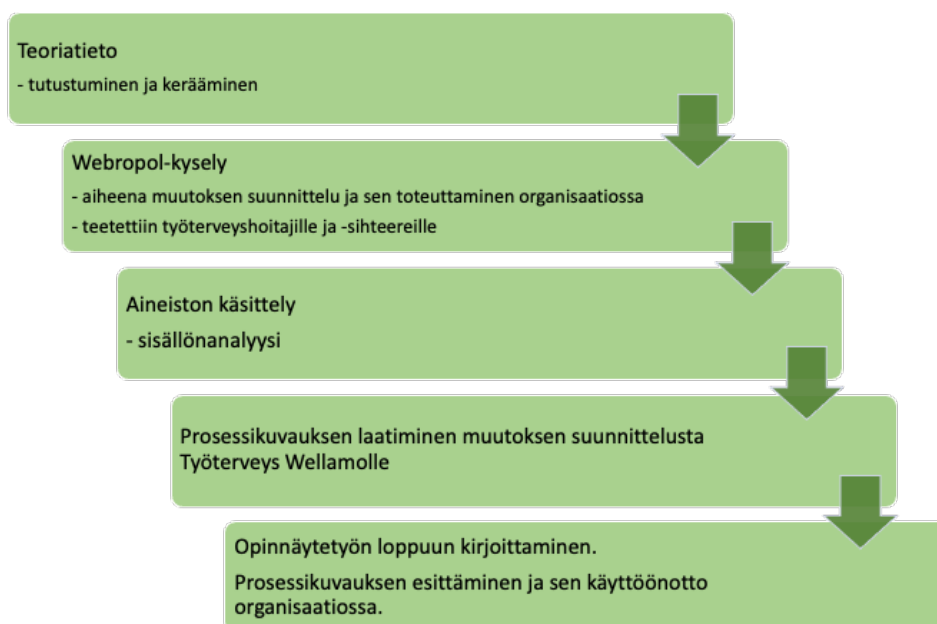 Teoriatieto
- tutustuminen ja kerääminen
Webropol-kysely
- aiheena muutoksen suunnittelu ja sen toteuttaminen organisaatiossa
- teetettiin työterveyshoitajille ja -sihteereille
Aineiston käsittely
- sisällönanalyysi
Prosessikuvauksen laatiminen muutoksen suunnittelusta
Työterveys Wellamolle
Opinnäytetyön loppuun kirjoittaminen.
Prosessikuvauksen esittäminen ja sen käyttöönotto
organisaatiossa.